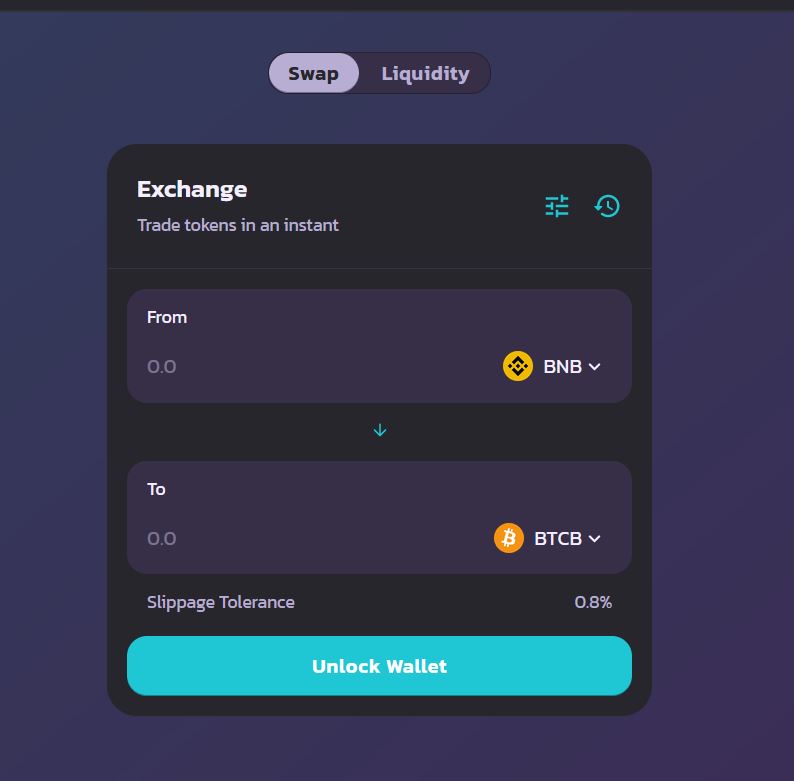 Swap
Liquidity
Exchange
Trade tokens in an instant
From
0.0
BNB
To
0.0
BTCB
Slippage Tolerance
0.8%
Unlock Wallet